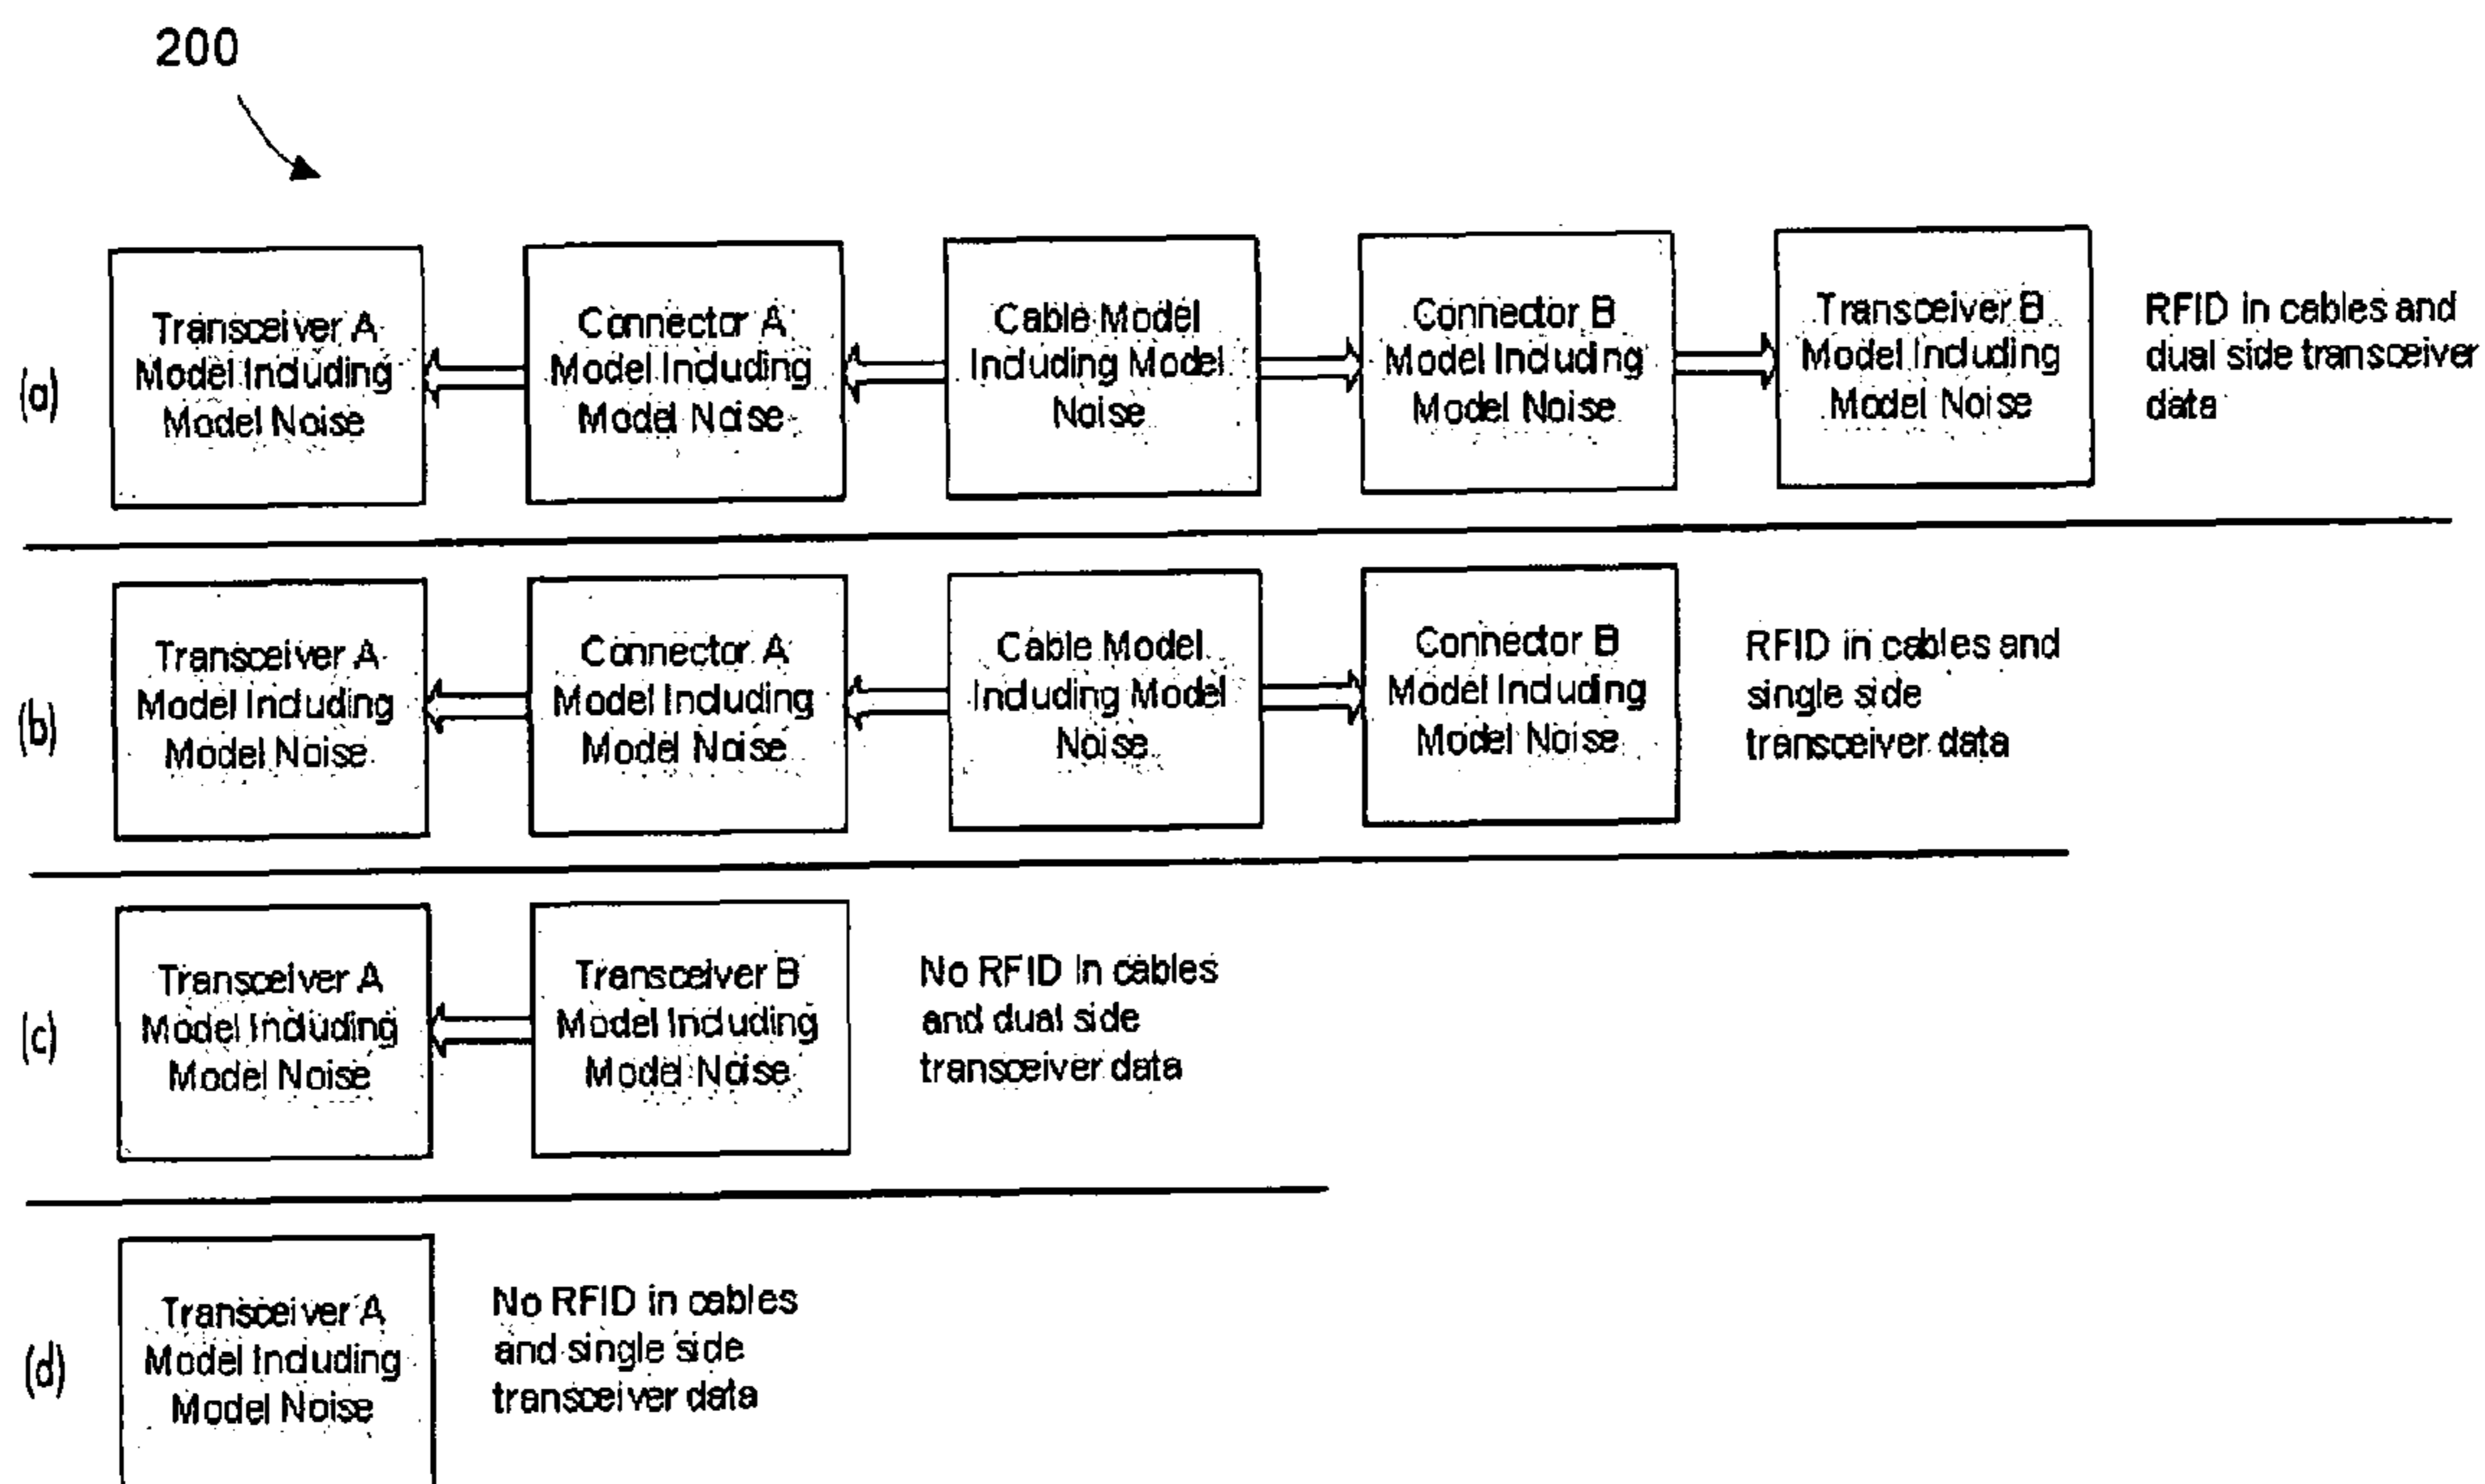 200
(a)
Transceiver A
Model Including
Model Noise
Connector A
Model Including
Model Noise
Cable Model
Including Model
Noise
Connector B
Model Including
Model Noise
Transceiver B
Model Including
Model Noise
RFID in cables and
dual side transceiver
data
(b)
Transceiver A
Model Including
Model Noise
Connector A
Model Including
Model Noise
Cable Model
Including Model
Noise
Connector B
Model Including
Model Noise
RFID in cables and
single side
transceiver data
(c)
Transceiver A
Model Including
Model Noise
Transceiver B
Model Including
Model Noise
No RFID in cables
and dual side
transceiver data
(d)
Transceiver A
Model Including
Model Noise
No RFID in cables
and single side
transceiver data